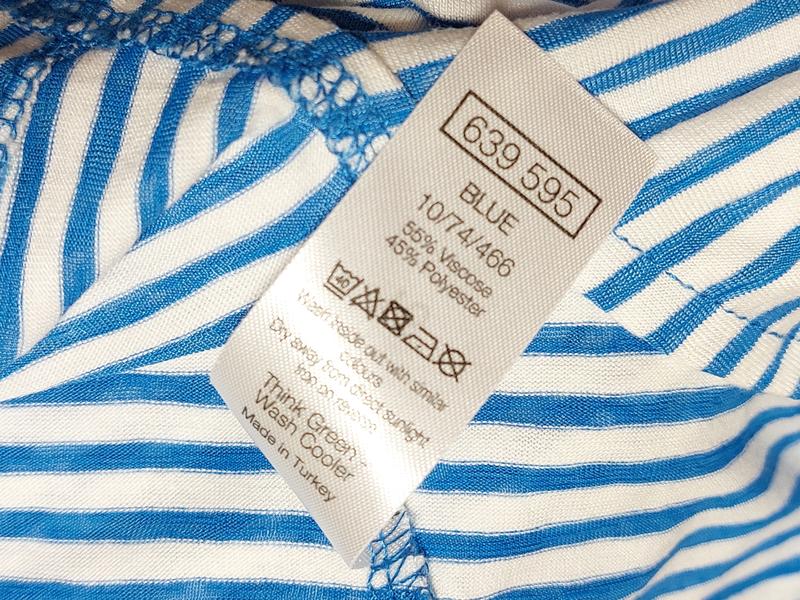 639 595
BLUE
10/74/466
55% Viscose
45% Polyester
40
Wash inside out with similar
colours
Dry away from direct sunlight
Iron on reverse
Think Green -
Wash Cooler
Made in Turkey